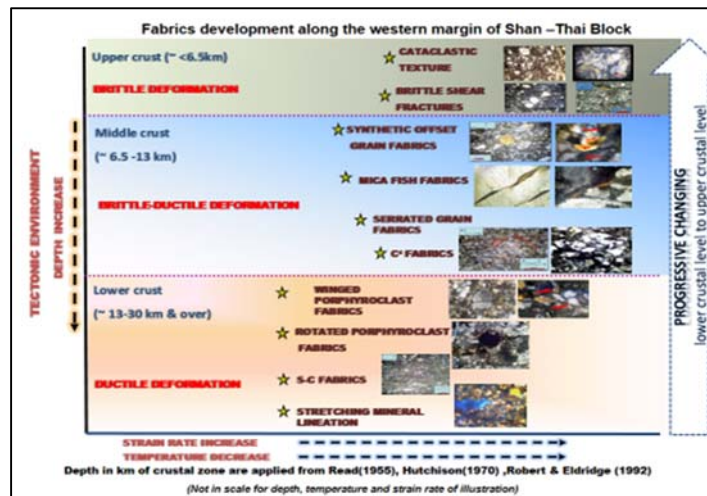 Fabrics development along the western margin of Shan –Thai Block
Upper crust (~ <6.5km)
BRITTLE DEFORMATION
CATACLASTIC
TEXTURE
BRITTLE SHEAR
FRACTURES
Middle crust
(~ 6.5 -13 km)
BRITTLE-DUCTILE DEFORMATION
SYNTHETIC OFFSET
GRAIN FABRICS
MICA FISH FABRICS
SERRATED GRAIN
FABRICS
C' FABRICS
Lower crust
(~ 13-30 km & over)
DUCTILE DEFORMATION
WINGED
PORPHYROCLAST
FABRICS
ROTATED PORPHYROCLAST
FABRICS
S-C FABRICS
STRETCHING MINERAL
LINEATION
TECTONIC ENVIRONMENT
DEPTH INCREASE
PROGRESSIVE CHANGING
lower crustal level to upper crustal level
STRAIN RATE INCREASE
TEMPERATURE DECREASE
Depth in km of crustal zone are applied from Read(1955), Hutchison(1970) ,Robert & Eldridge (1992)
(Not in scale for depth, temperature and strain rate of illustration)